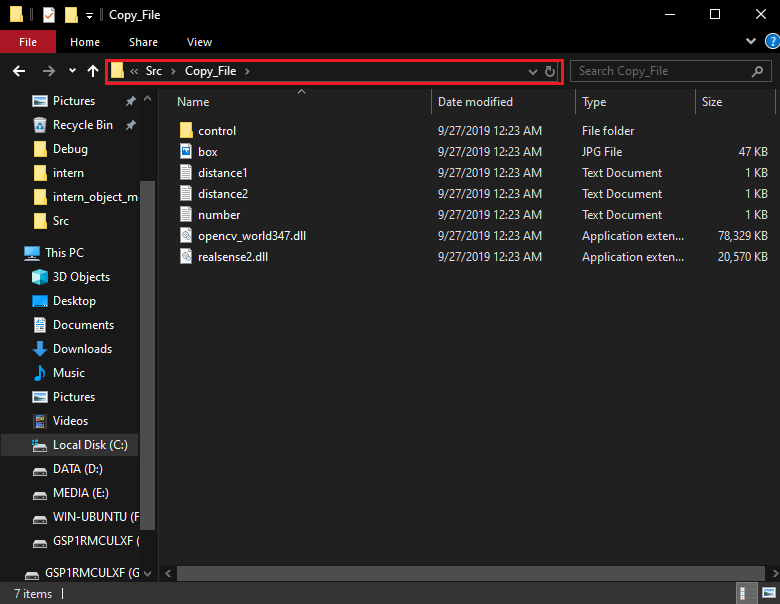 Copy_File
File Home Share View
« Src > Copy_File >
Search Copy_File
Pictures
Recycle Bin
Debug
intern
intern_object_m
Src
This PC
3D Objects
Desktop
Documents
Downloads
Music
Pictures
Videos
Local Disk (C:)
DATA (D:)
MEDIA (E:)
WIN-UBUNTU (F
GSP1RMCULXF (
GSP1RMCULXF (G
Name Date modified Type Size
control 9/27/2019 12:23 AM File folder
box 9/27/2019 12:23 AM JPG File 47 KB
distance1 9/27/2019 12:23 AM Text Document 1 KB
distance2 9/27/2019 12:23 AM Text Document 1 KB
number 9/27/2019 12:23 AM Text Document 1 KB
opencv_world347.dll 9/27/2019 12:23 AM Application exten... 78,329 KB
realsense2.dll 9/27/2019 12:23 AM Application exten... 20,570 KB
7 items